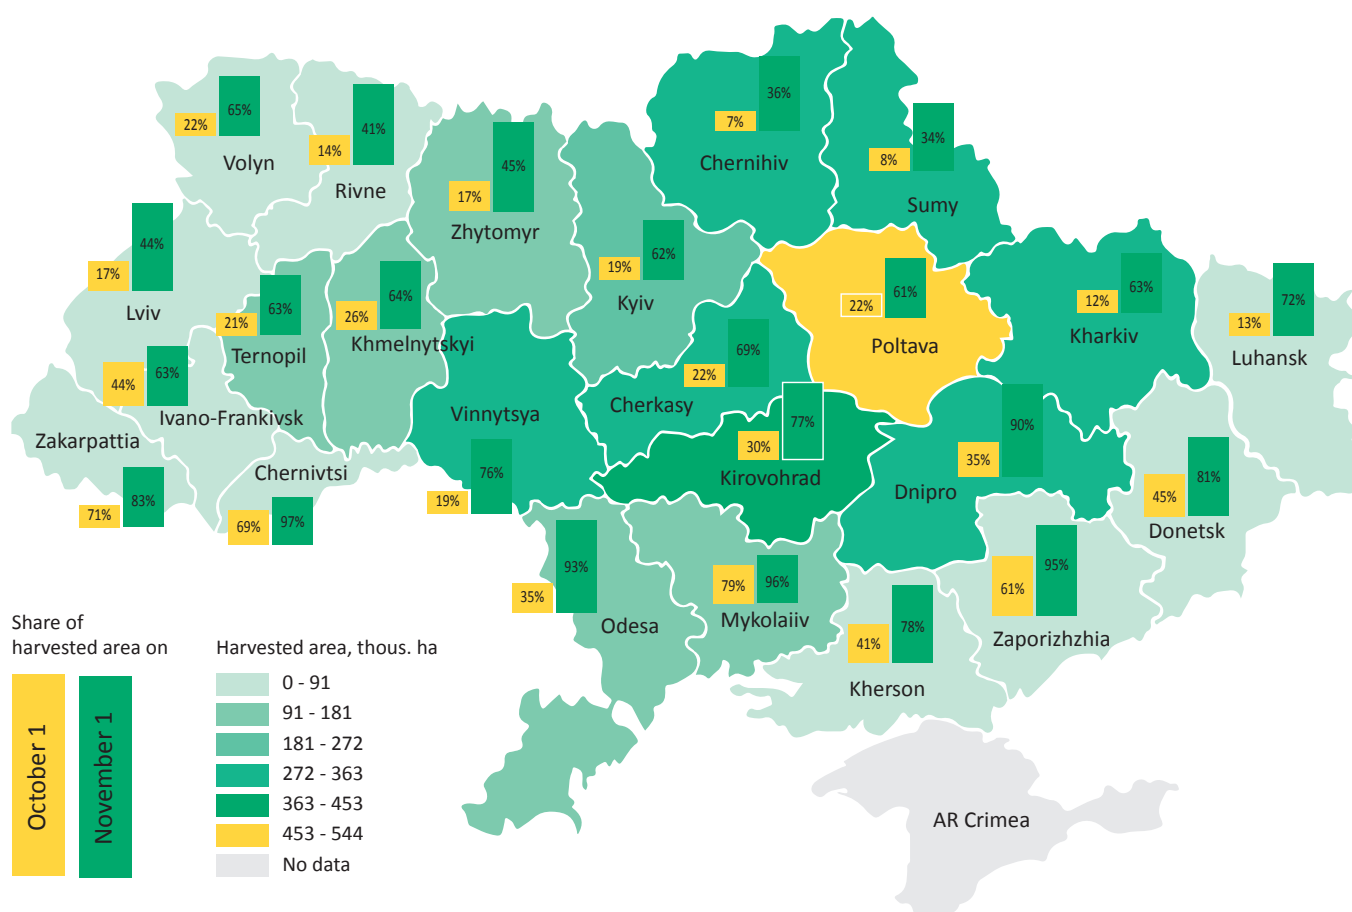 65%
22%
Volyn
41%
14%
Rivne
45%
17%
Zhytomyr
36%
7%
Chernihiv
34%
8%
Sumy
44%
17%
Lviv
63%
21%
Ternopil
64%
26%
Khmelnytskyi
62%
19%
Kyiv
61%
22%
Poltava
63%
12%
Kharkiv
72%
13%
Luhansk
63%
44%
Ivano-Frankivsk
69%
22%
Cherkasy
Vinnytsya
76%
19%
77%
30%
Kirovohrad
90%
35%
Dnipro
81%
45%
Donetsk
Zakarpattia
83%
71%
Chernivtsi
97%
69%
93%
35%
Odesa
96%
79%
Mykolaiiv
95%
61%
Zaporizhzhia
78%
41%
Kherson
AR Crimea
Share of
harvested area on
October 1
November 1
Harvested area, thous. ha
0 - 91
91 - 181
181 - 272
272 - 363
363 - 453
453 - 544
No data